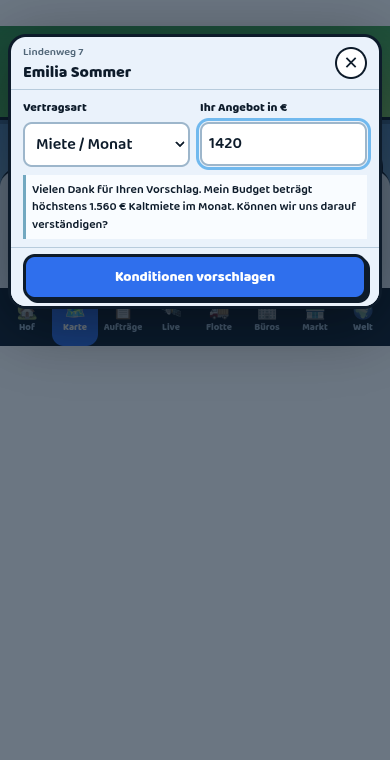 Lindenweg 7
Emilia Sommer
Vertragsart
Ihr Angebot in €
Miete / Monat
1420
Vielen Dank für Ihren Vorschlag. Mein Budget beträgt
höchstens 1.560 € Kaltmiete im Monat. Können wir uns darauf
verständigen?
Konditionen vorschlagen
Hof
Karte
Aufträge
Live
Flotte
Büros
Markt
Welt